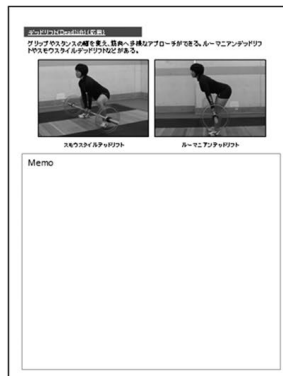 デッドリフト(Deadlift)(応用)
グリップやスタンスの幅を変え、筋肉へ多様なアプローチができる。ルーマニアンデッドリフ
トやスモウスタイルデッドリフトなどがある。
スモウスタイルデッドリフト
ルーマニアンデッドリフト
Memo